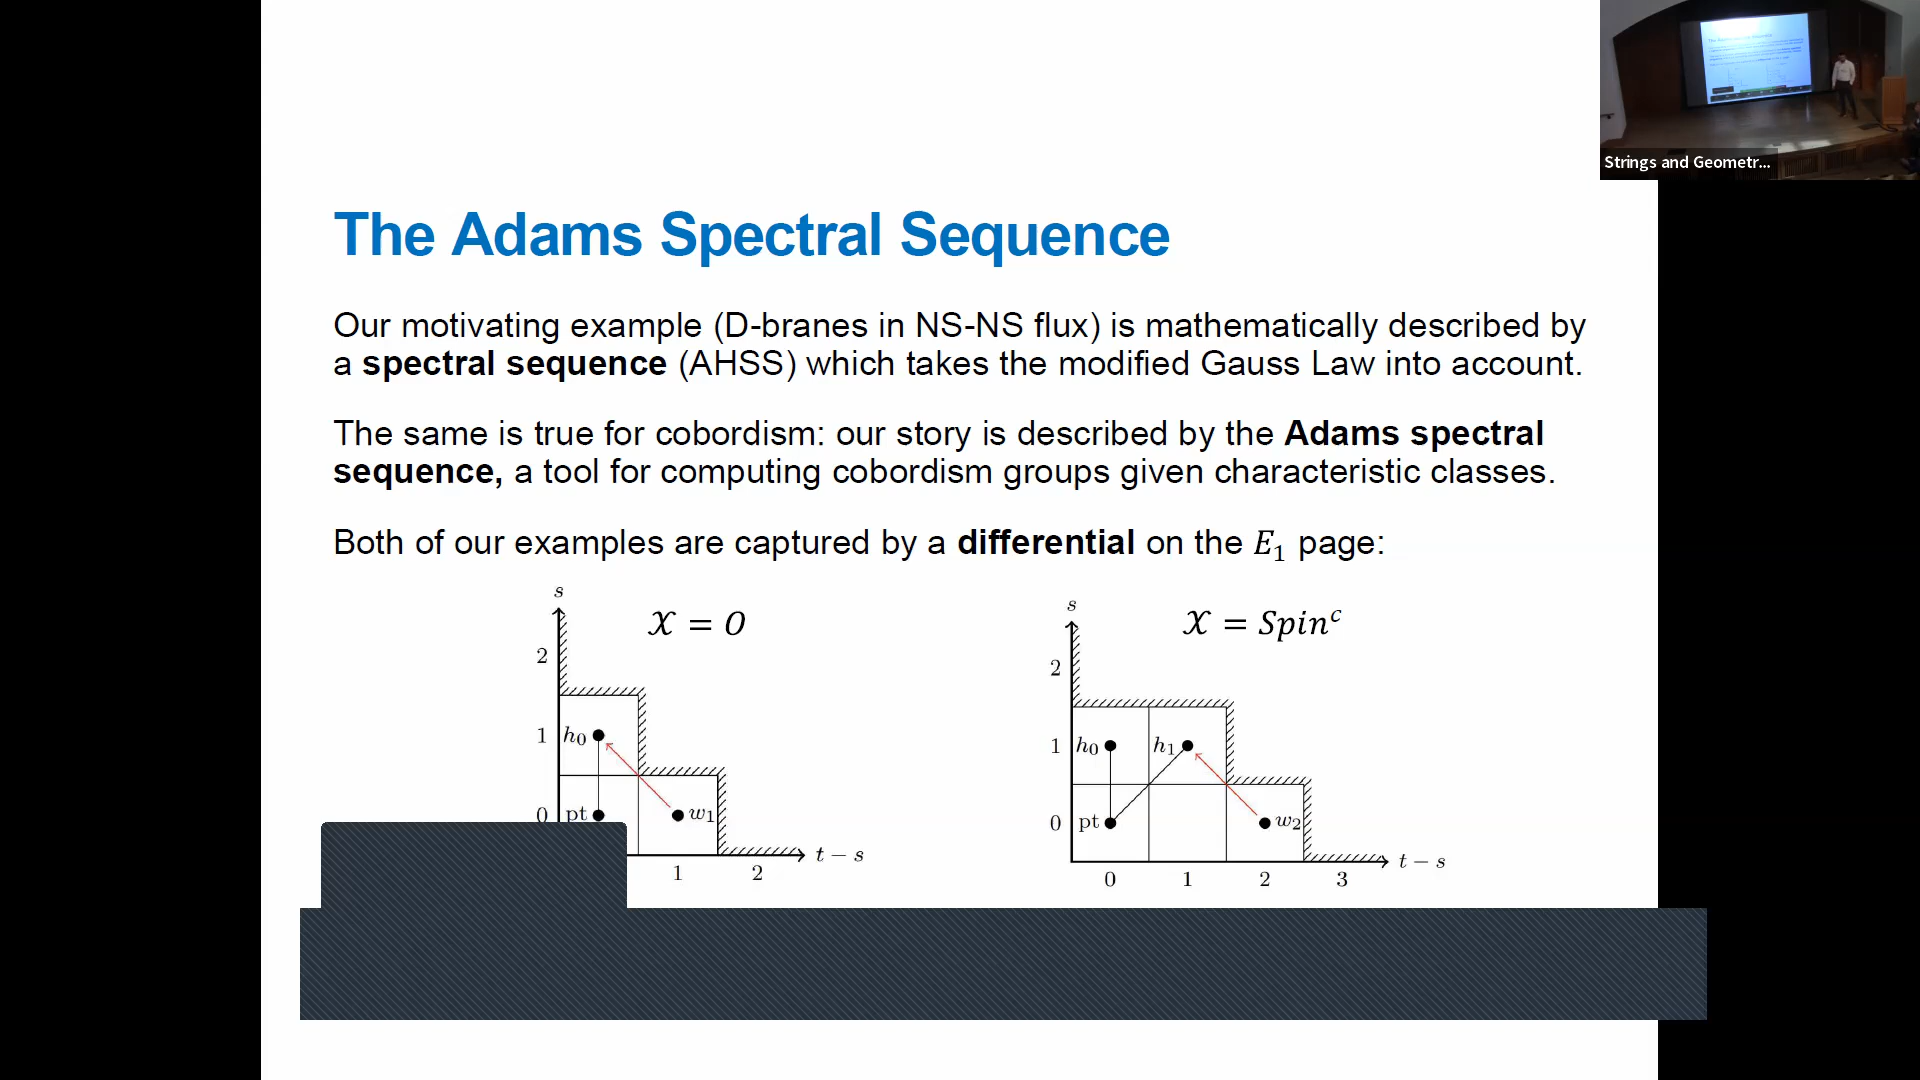 Strings and Geometr...
The Adams Spectral Sequence
Our motivating example (D-branes in NS-NS flux) is mathematically described by
a spectral sequence (AHSS) which takes the modified Gauss Law into account.
The same is true for cobordism: our story is described by the Adams spectral
sequence, a tool for computing cobordism groups given characteristic classes.
Both of our examples are captured by a differential on the E₁ page:
s
𝒳 = O
2
1 h₀
0 pt w₁
t − s
1 2
s
𝒳 = Spinᶜ
2
1 h₀ h₁
0 pt w₂
t − s
0 1 2 3